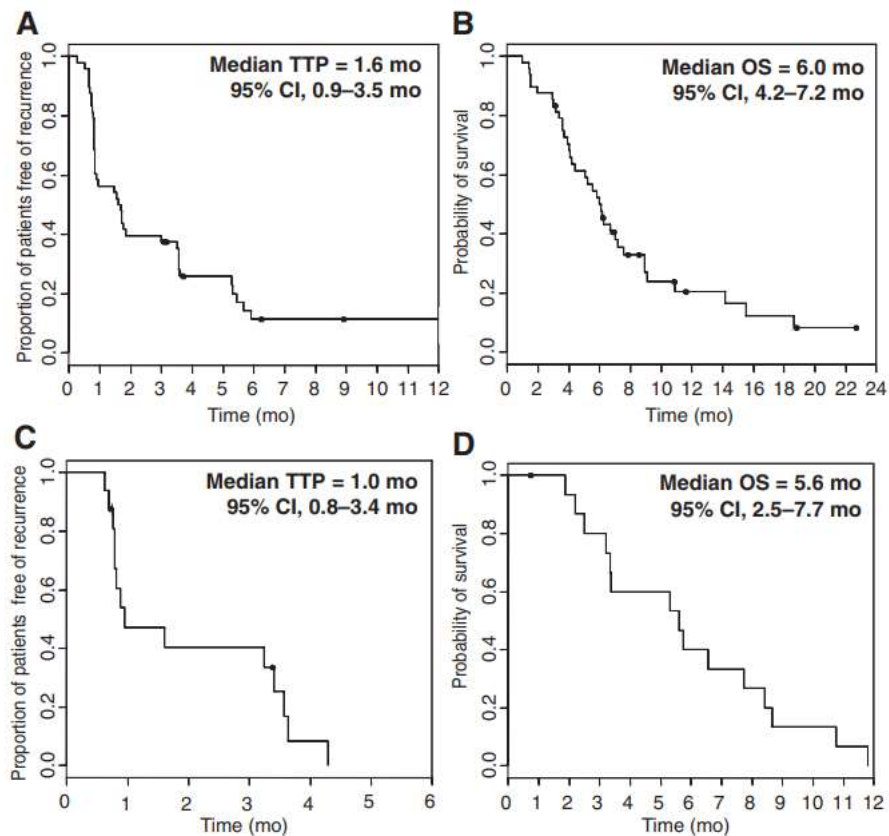 A
Median TTP = 1.6 mo
95% CI, 0.9–3.5 mo
Proportion of patients free of recurrence
1.0
0.8
0.6
0.4
0.2
0.0
0 1 2 3 4 5 6 7 8 9 10 11 12
Time (mo)
B
Median OS = 6.0 mo
95% CI, 4.2–7.2 mo
Probability of survival
1.0
0.8
0.6
0.4
0.2
0.0
0 2 4 6 8 10 12 14 16 18 20 22 24
Time (mo)
C
Median TTP = 1.0 mo
95% CI, 0.8–3.4 mo
Proportion of patients free of recurrence
1.0
0.8
0.6
0.4
0.2
0.0
0 1 2 3 4 5 6
Time (mo)
D
Median OS = 5.6 mo
95% CI, 2.5–7.7 mo
Probability of survival
1.0
0.8
0.6
0.4
0.2
0.0
0 1 2 3 4 5 6 7 8 9 10 11 12
Time (mo)